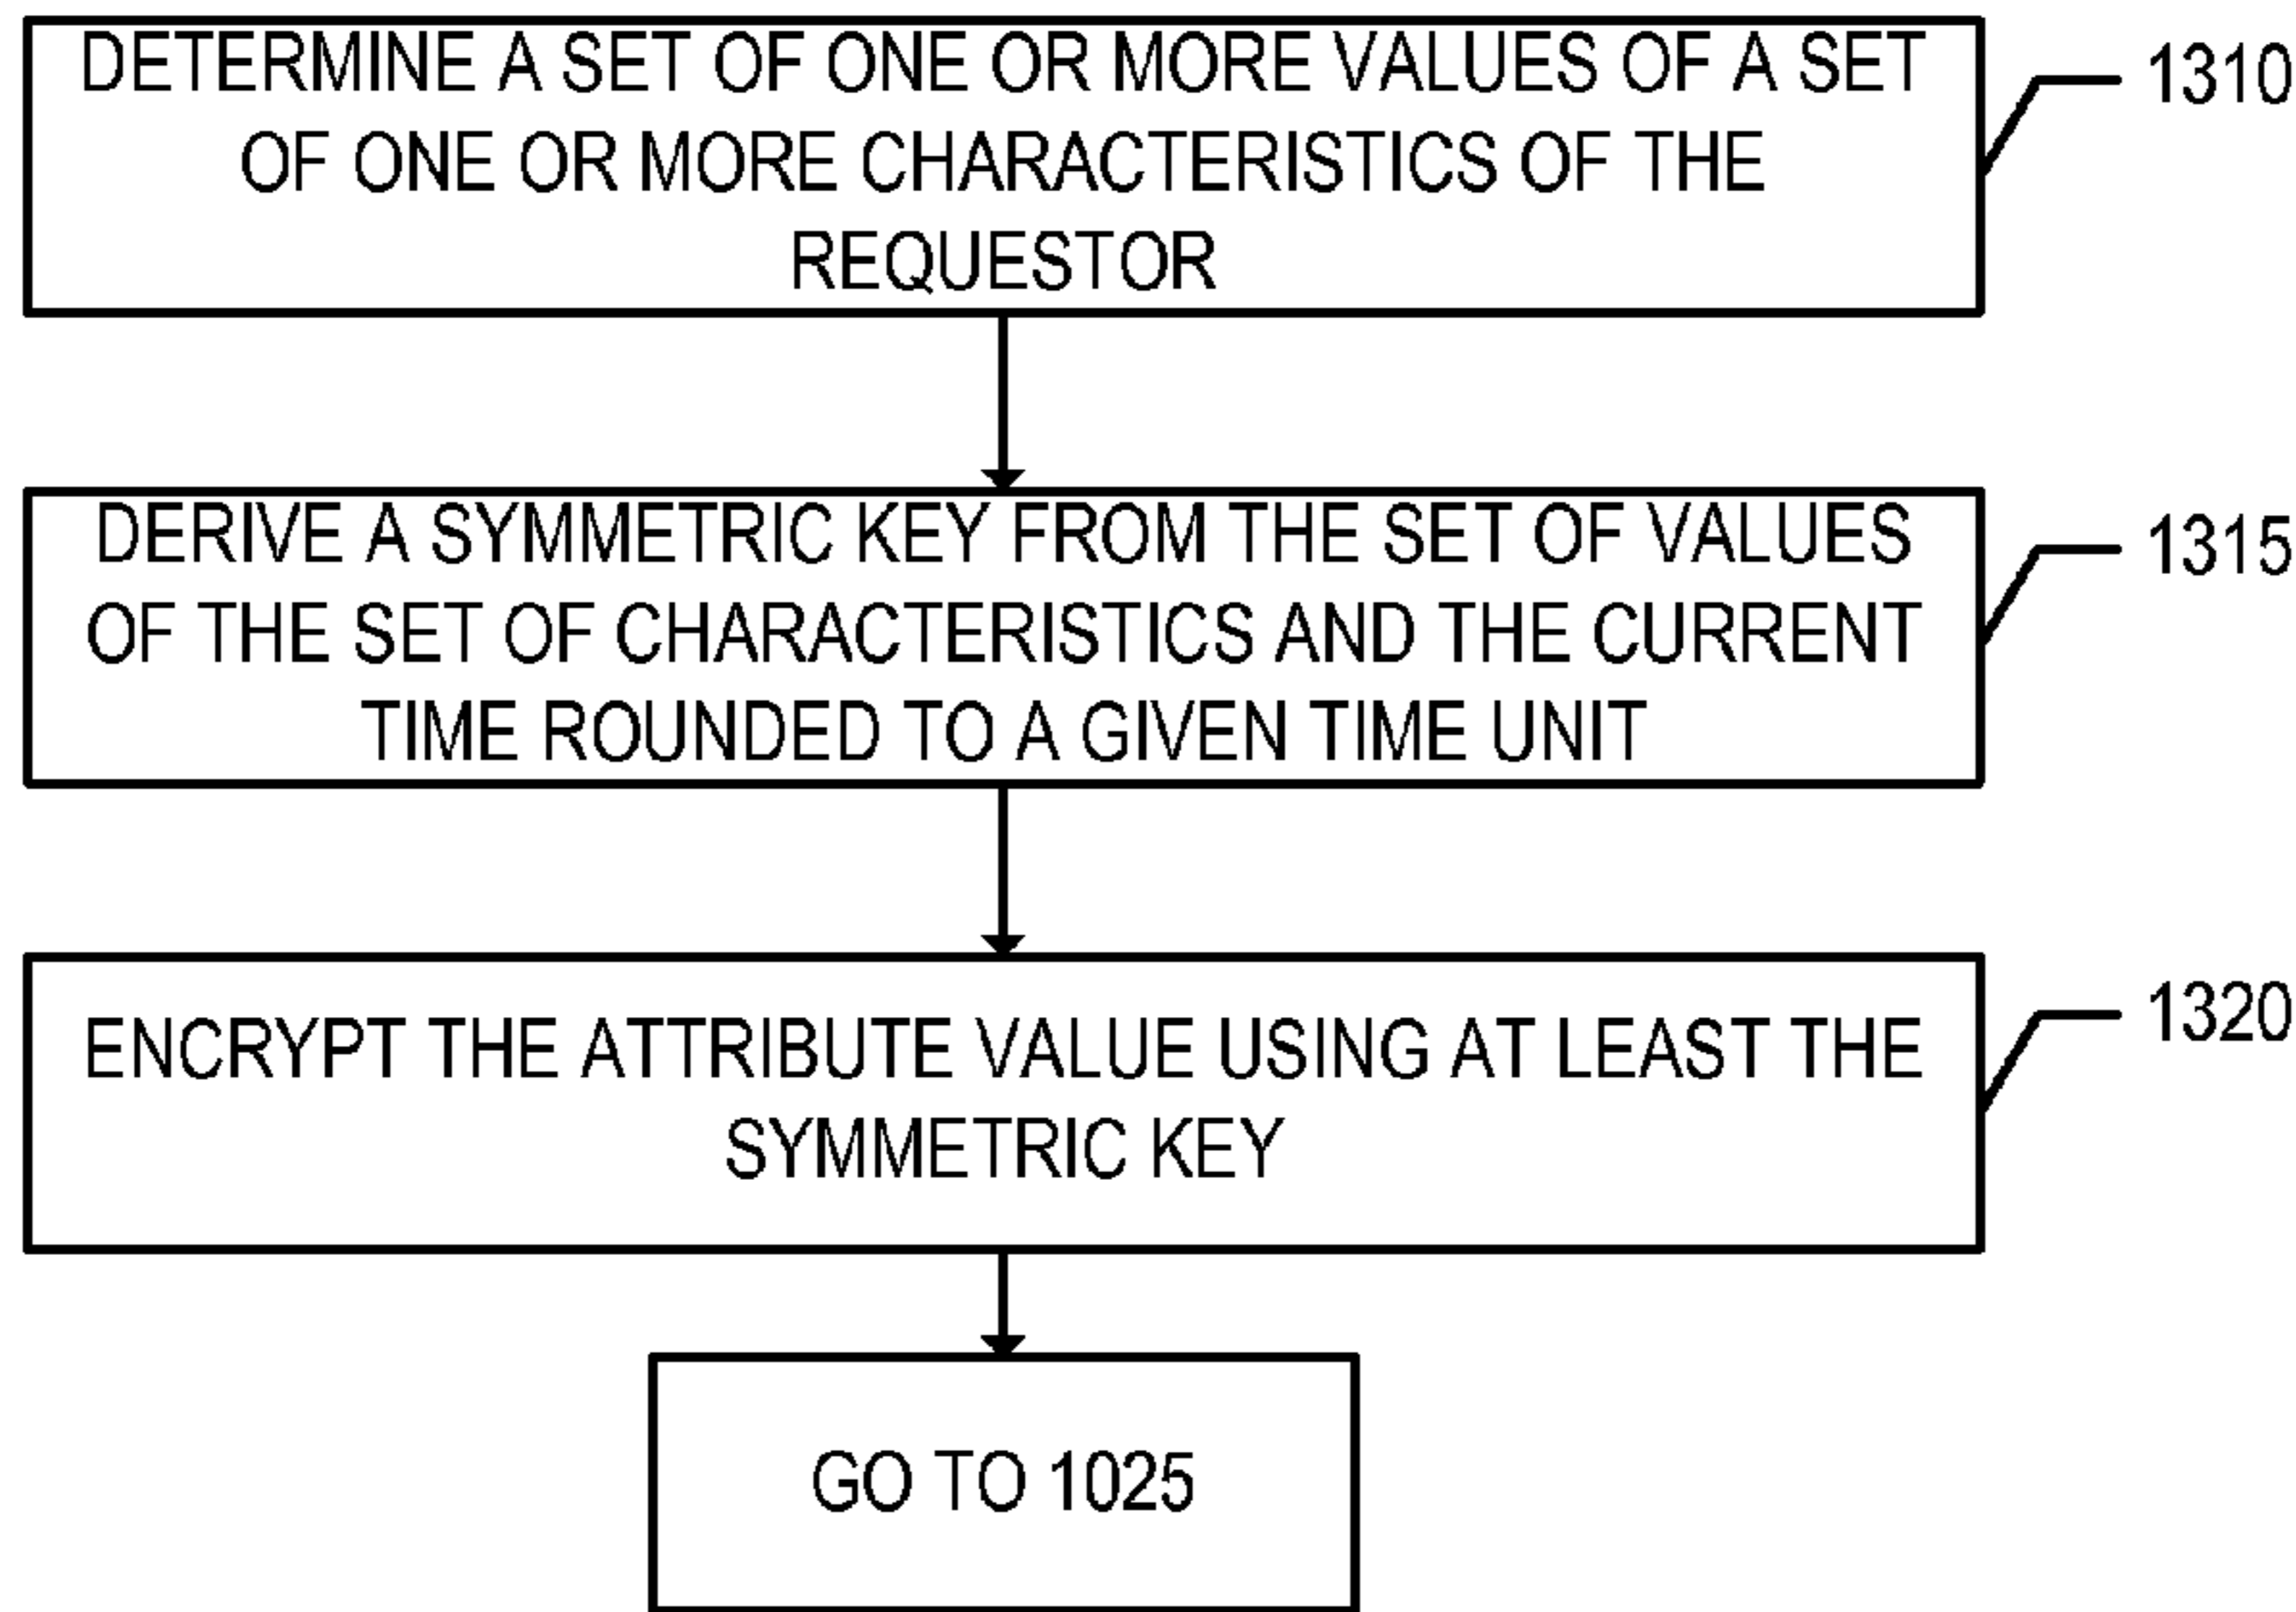 DETERMINE A SET OF ONE OR MORE VALUES OF A SET
OF ONE OR MORE CHARACTERISTICS OF THE
REQUESTOR
1310
DERIVE A SYMMETRIC KEY FROM THE SET OF VALUES
OF THE SET OF CHARACTERISTICS AND THE CURRENT
TIME ROUNDED TO A GIVEN TIME UNIT
1315
ENCRYPT THE ATTRIBUTE VALUE USING AT LEAST THE
SYMMETRIC KEY
1320
GO TO 1025